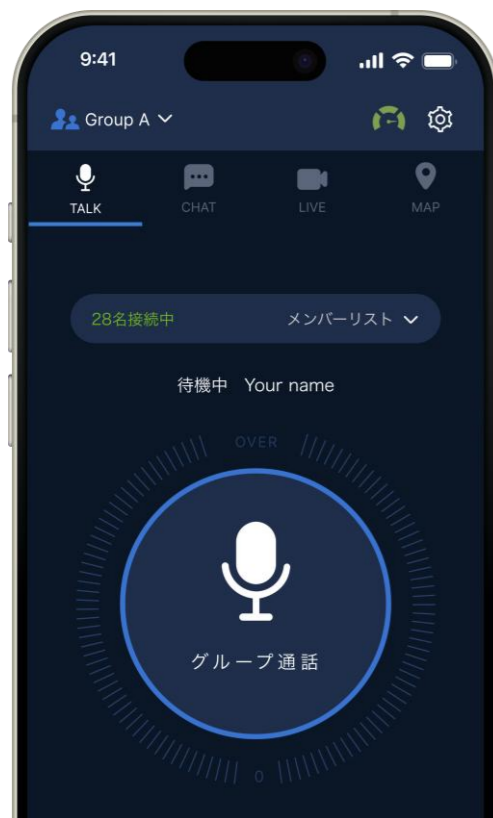 9:41
Group A
TALK CHAT LIVE MAP
28名接続中 メンバーリスト
待機中 Your name
OVER
グループ通話
0